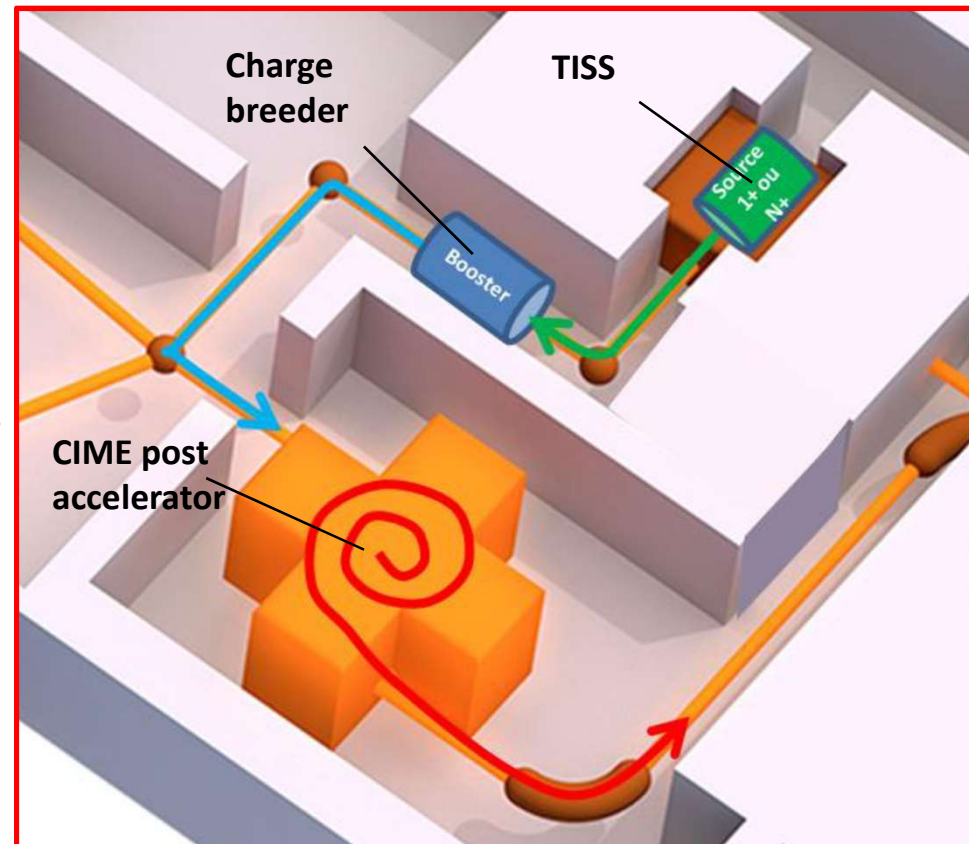 Charge
breeder
TISS
Source
1+ ou
N+
Booster
CIME post
accelerator